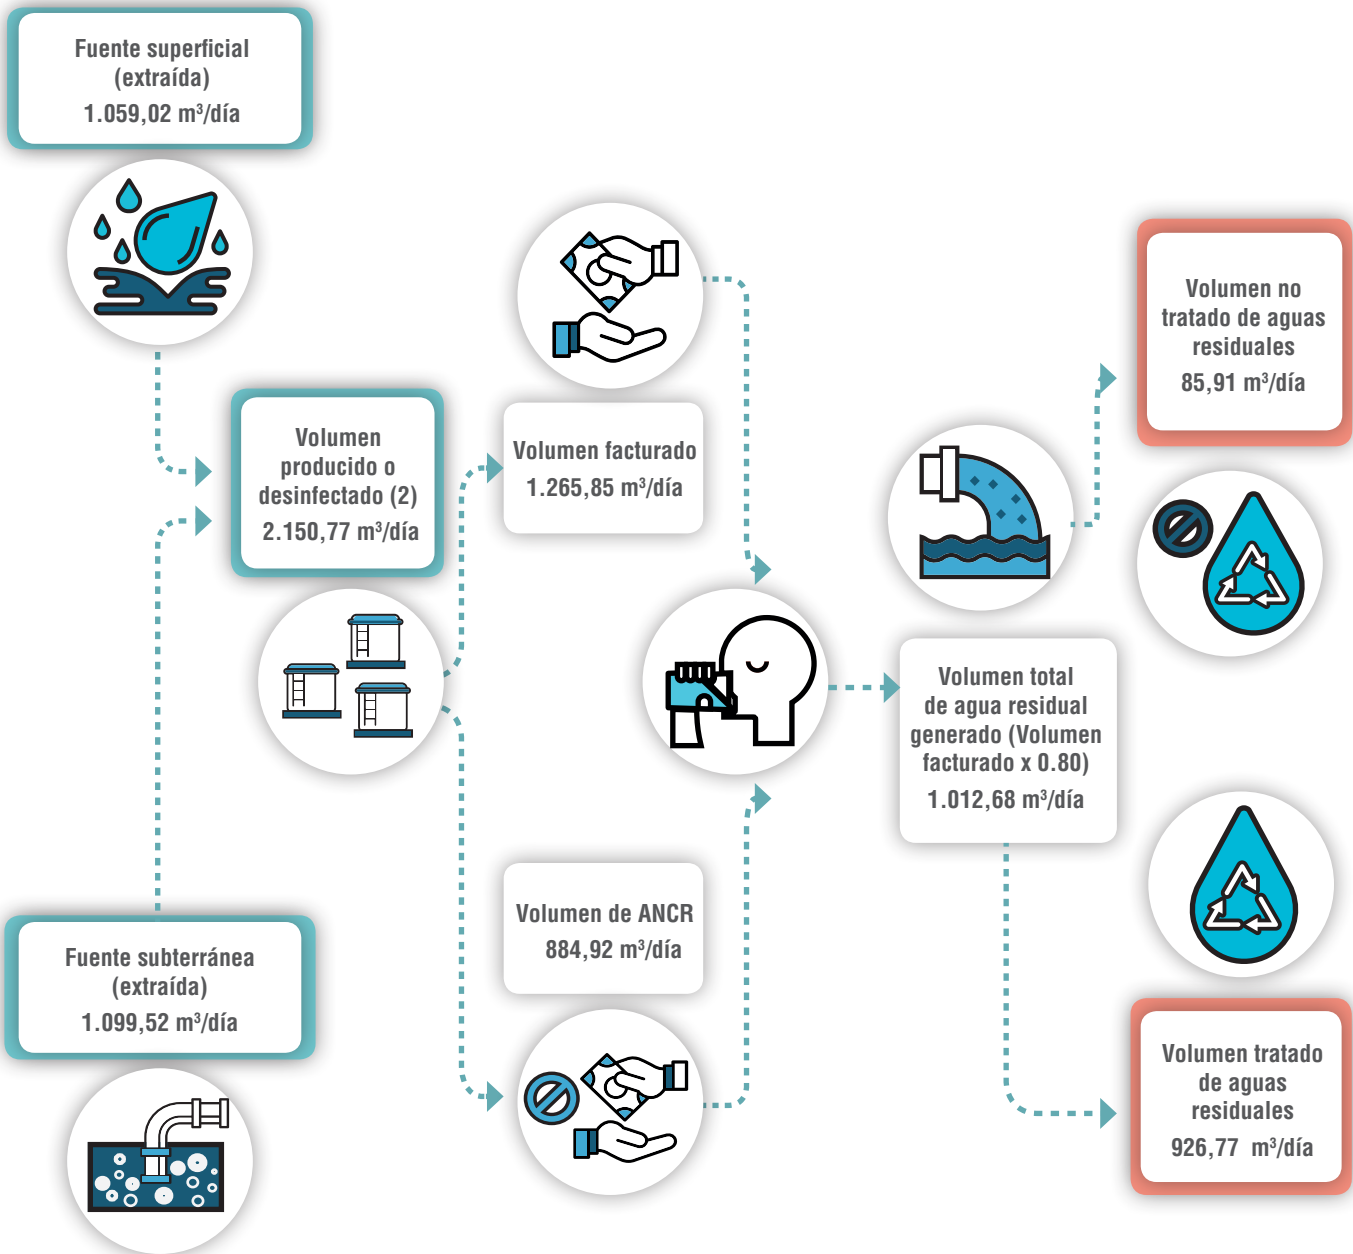 Fuente superficial
(extraída)
1.059,02 m³/día
Volumen
producido o
desinfectado (2)
2.150,77 m³/día
Fuente subterránea
(extraída)
1.099,52 m³/día
Volumen facturado
1.265,85 m³/día
Volumen de ANCR
884,92 m³/día
Volumen total
de agua residual
generado (Volumen
facturado x 0.80)
1.012,68 m³/día
Volumen no
tratado de aguas
residuales
85,91 m³/día
Volumen tratado
de aguas
residuales
926,77 m³/día